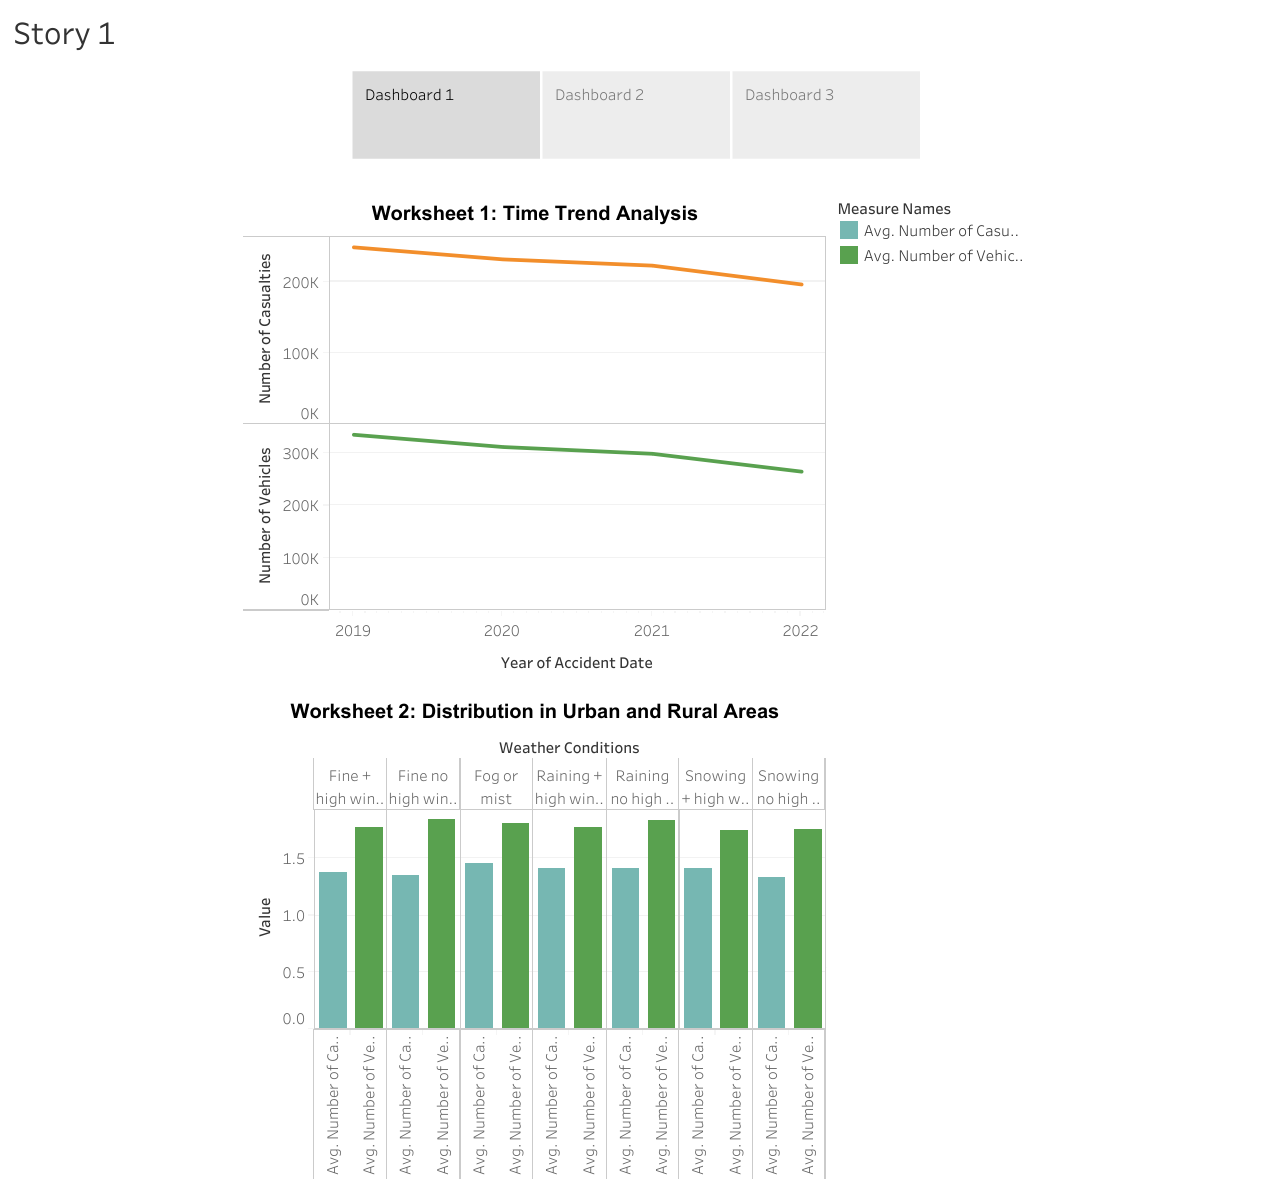 Story 1
Dashboard 1
Dashboard 2
Dashboard 3
Worksheet 1: Time Trend Analysis
Measure Names
Avg. Number of Casu..
Avg. Number of Vehic..
Number of Casualties
200K
100K
0K
Number of Vehicles
300K
200K
100K
0K
2019
2020
2021
2022
Year of Accident Date
Worksheet 2: Distribution in Urban and Rural Areas
Weather Conditions
Fine +
high win..
Fine no
high win..
Fog or
mist
Raining +
high win..
Raining
no high ..
Snowing
+ high w..
Snowing
no high ..
Value
1.5
1.0
0.5
0.0
Avg. Number of Ca..
Avg. Number of Ve..
Avg. Number of Ca..
Avg. Number of Ve..
Avg. Number of Ca..
Avg. Number of Ve..
Avg. Number of Ca..
Avg. Number of Ve..
Avg. Number of Ca..
Avg. Number of Ve..
Avg. Number of Ca..
Avg. Number of Ve..
Avg. Number of Ca..
Avg. Number of Ve..